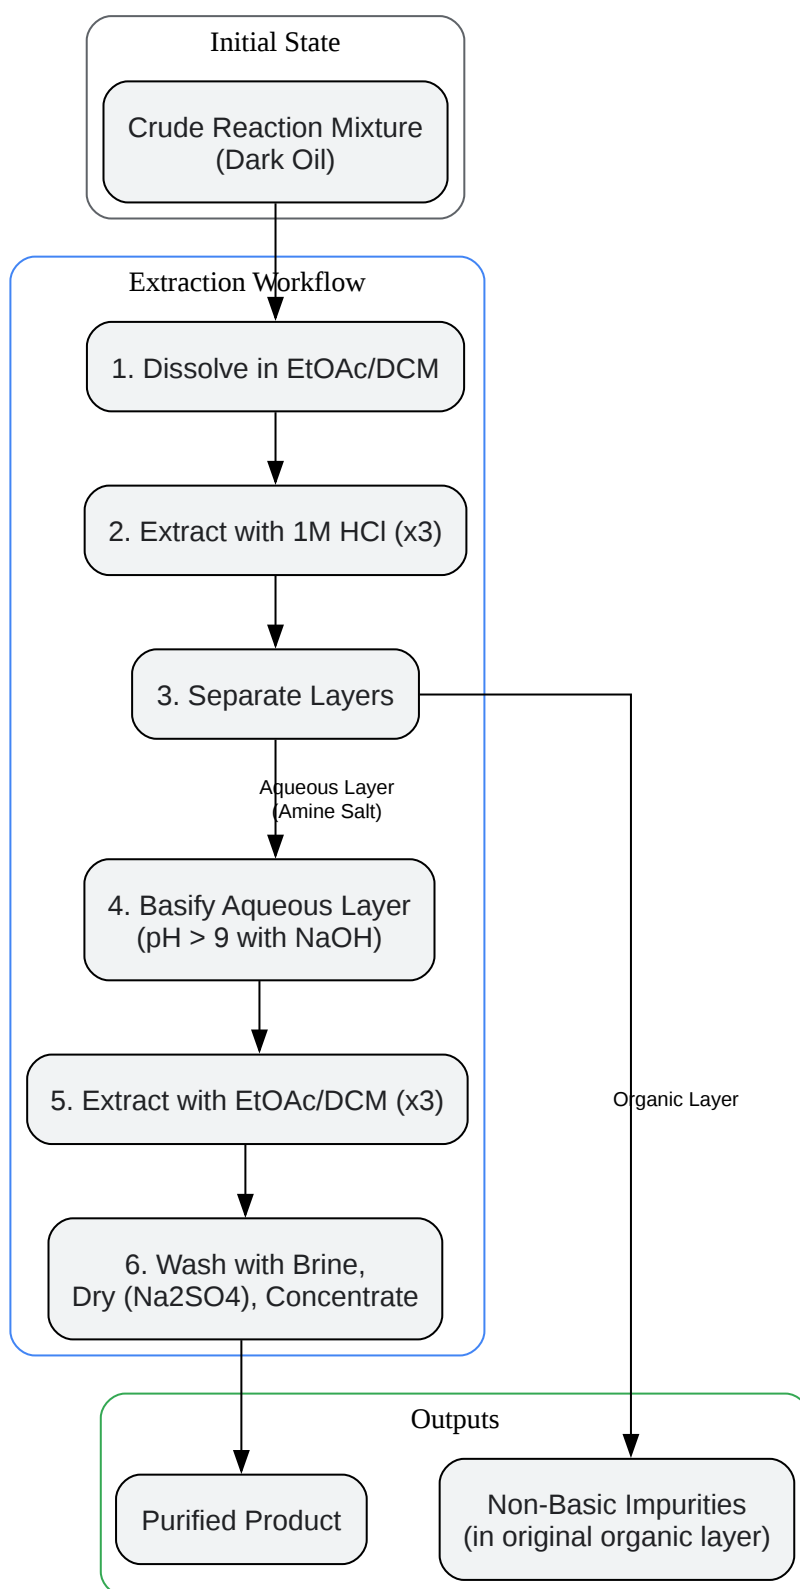 Initial State
Crude Reaction Mixture
(Dark Oil)
Extraction Workflow
1. Dissolve in EtOAc/DCM
2. Extract with 1M HCl (x3)
3. Separate Layers
Aqueous Layer
(Amine Salt)
4. Basify Aqueous Layer
(pH > 9 with NaOH)
5. Extract with EtOAc/DCM (x3)
Organic Layer
6. Wash with Brine,
Dry (Na2SO4), Concentrate
Outputs
Purified Product
Non-Basic Impurities
(in original organic layer)